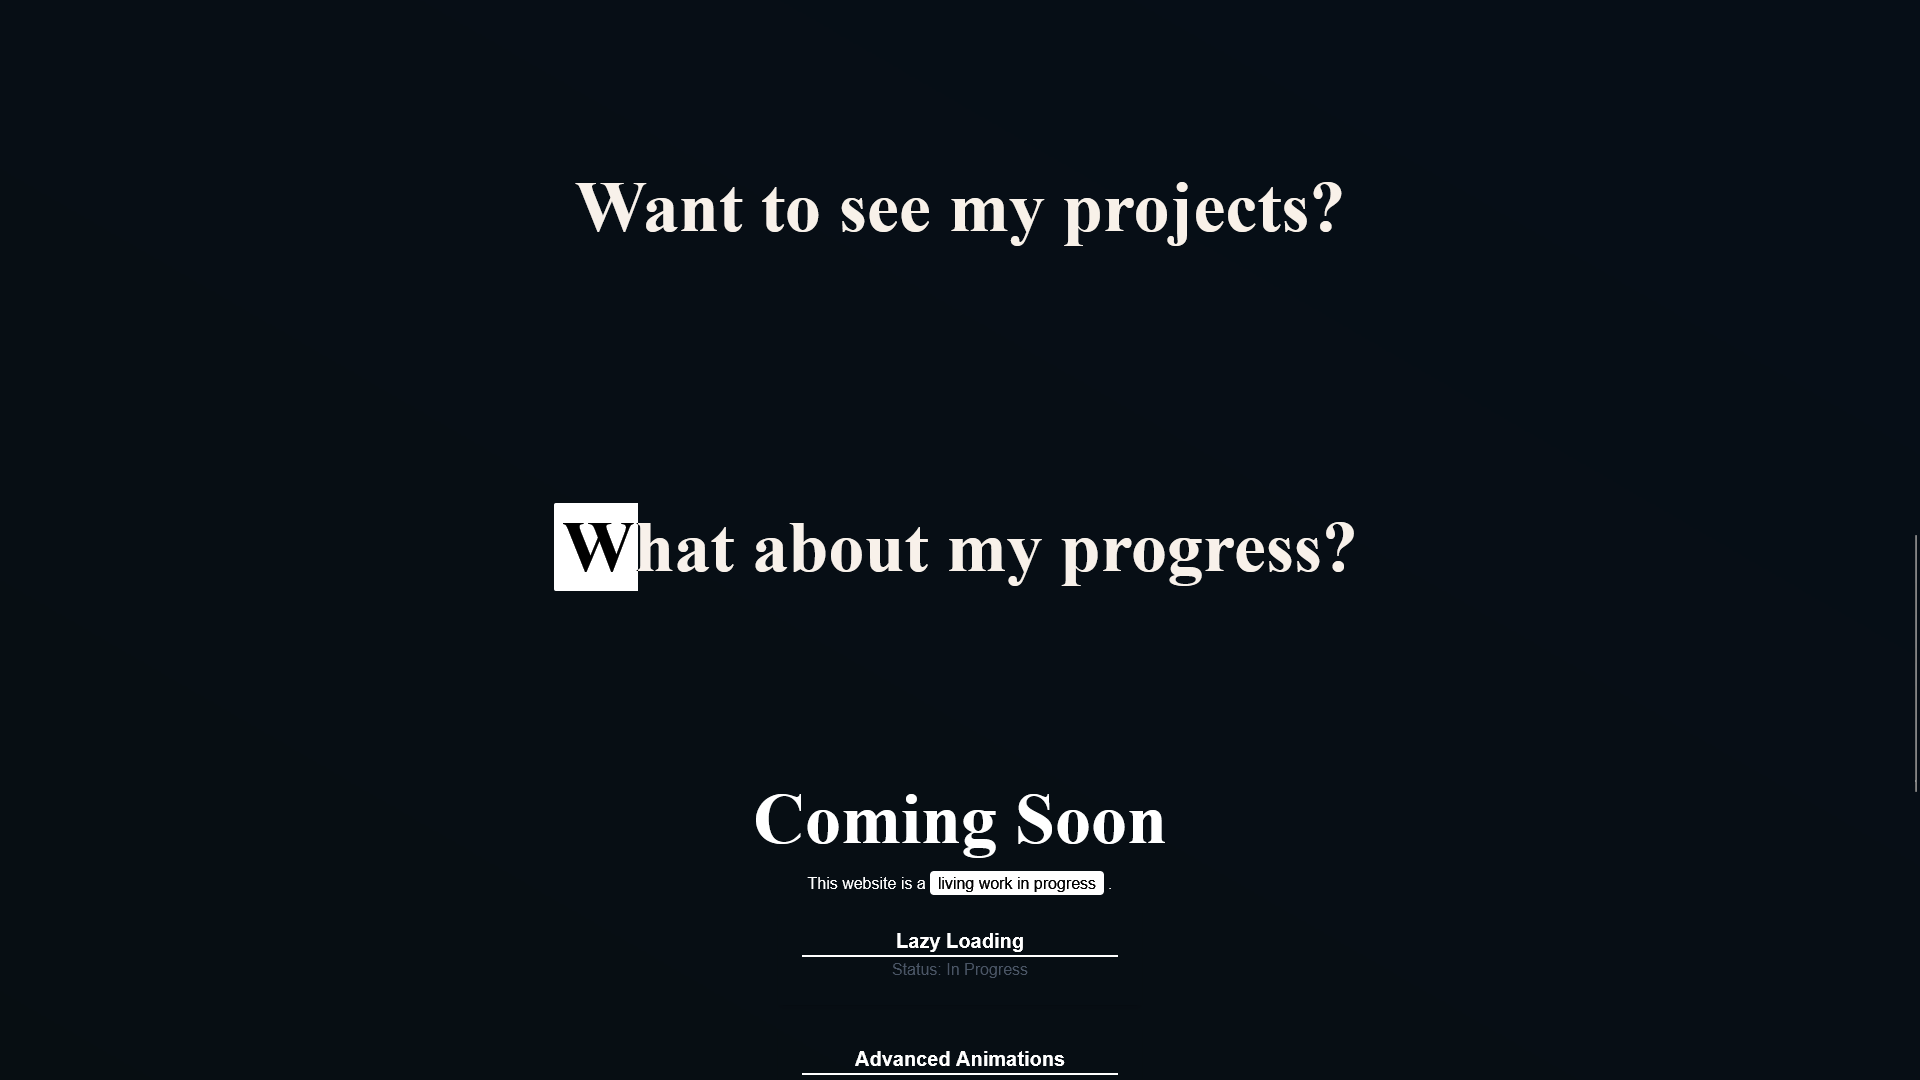 Want to see my projects?
What about my progress?
Coming Soon
This website is a living work in progress .
Lazy Loading
Status: In Progress
Advanced Animations